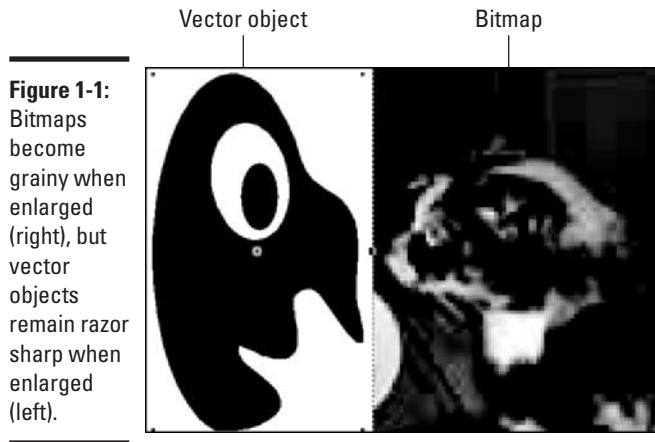 Vector object
Bitmap
Figure 1-1:
Bitmaps
become
grainy when
enlarged
(right), but
vector
objects
remain razor
sharp when
enlarged
(left).